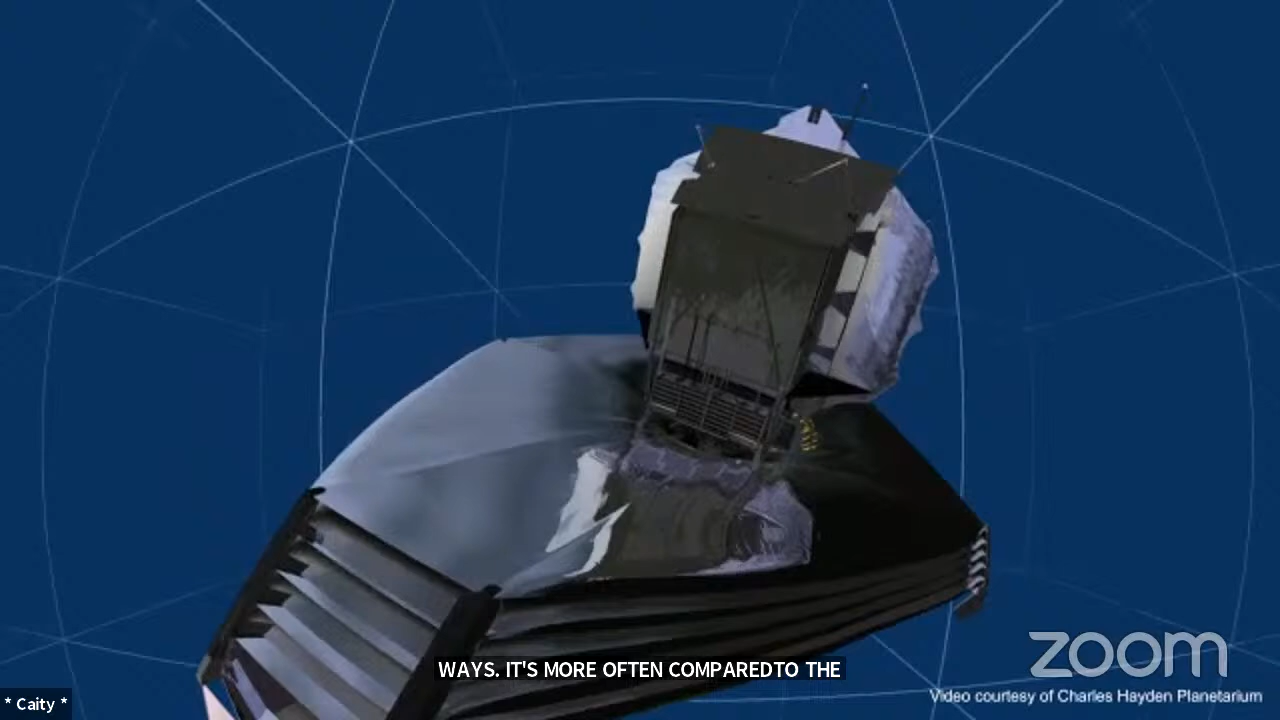 WAYS. IT'S MORE OFTEN COMPAREDTO THE
zoom
Video courtesy of Charles Hayden Planetarium
* Caity *